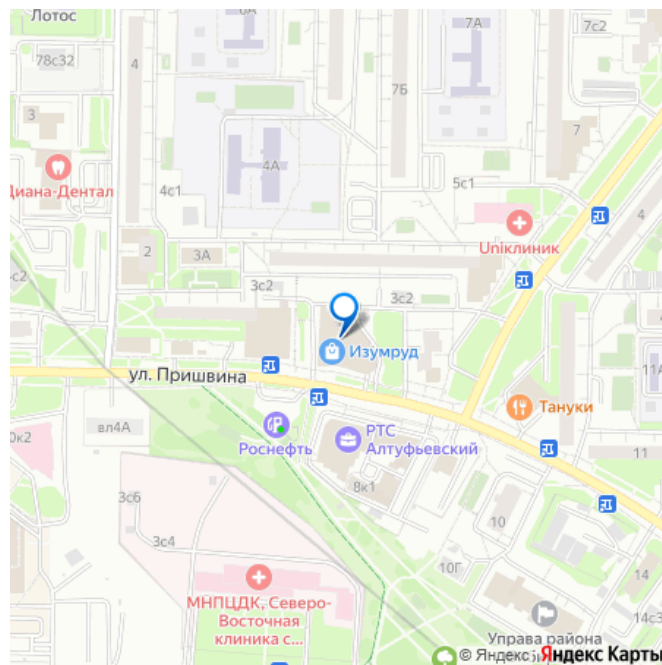 Лотос
6А
7А
7с2
78с32
4
7Б
3
7
4А
Диана-Дентал
4с1
5с1
4
Uniклиник
2
3А
3с2
3с2
Изумруд
ул. Пришвина
11А
Тануки
вл4А
Роснефть
РТС
Алтуфьевский
11
8к1
3с6
10
3с4
10Г
МНПЦДК, Северо-
Восточная
клиника с...
14
14с3
Управа района
© Яндекс
Яндекс Карты